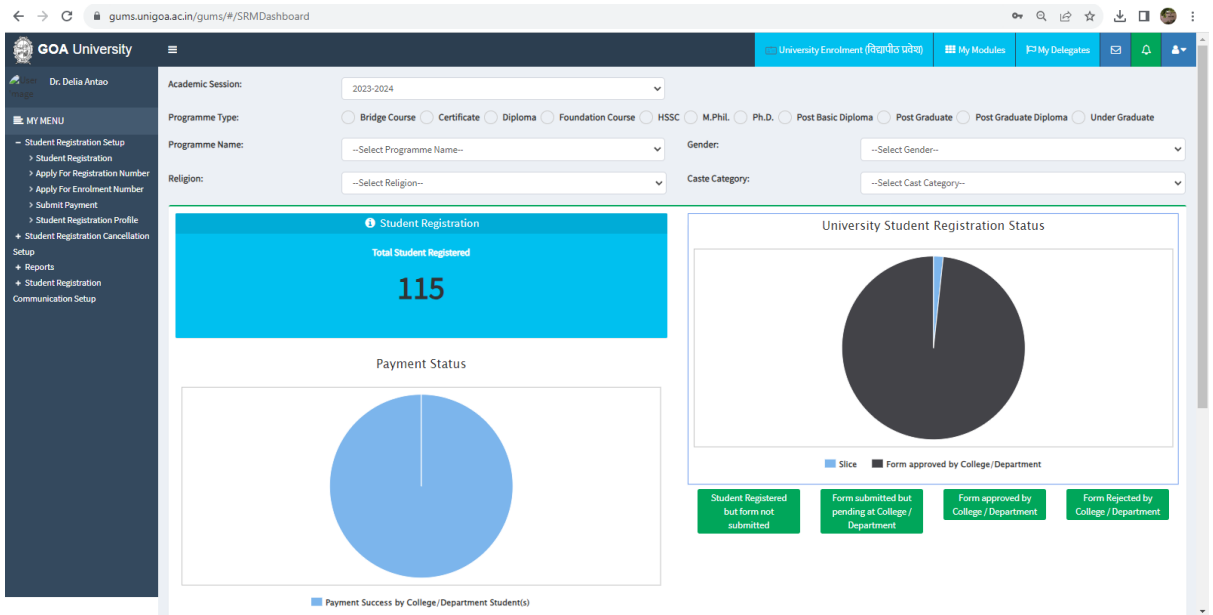 gums.unigoa.ac.in/gums/#/SRMDashboard
GOA University
University Enrolment (विद्यापीठ प्रवेश)
My Modules
My Delegates
Dr. Delia Antao
MY MENU
− Student Registration Setup
> Student Registration
> Apply For Registration Number
> Apply For Enrolment Number
> Submit Payment
> Student Registration Profile
+ Student Registration Cancellation
Setup
+ Reports
+ Student Registration
Communication Setup
Academic Session:
2023-2024
Programme Type:
Bridge Course Certificate Diploma Foundation Course HSSC M.Phil. Ph.D. Post Basic Diploma Post Graduate Post Graduate Diploma Under Graduate
Programme Name:
--Select Programme Name--
Gender:
--Select Gender--
Religion:
--Select Religion--
Caste Category:
--Select Cast Category--
Student Registration
Total Student Registered
115
Payment Status
Payment Success by College/Department Student(s)
University Student Registration Status
Slice Form approved by College/Department
Student Registered
but form not
submitted
Form submitted but
pending at College /
Department
Form approved by
College / Department
Form Rejected by
College / Department